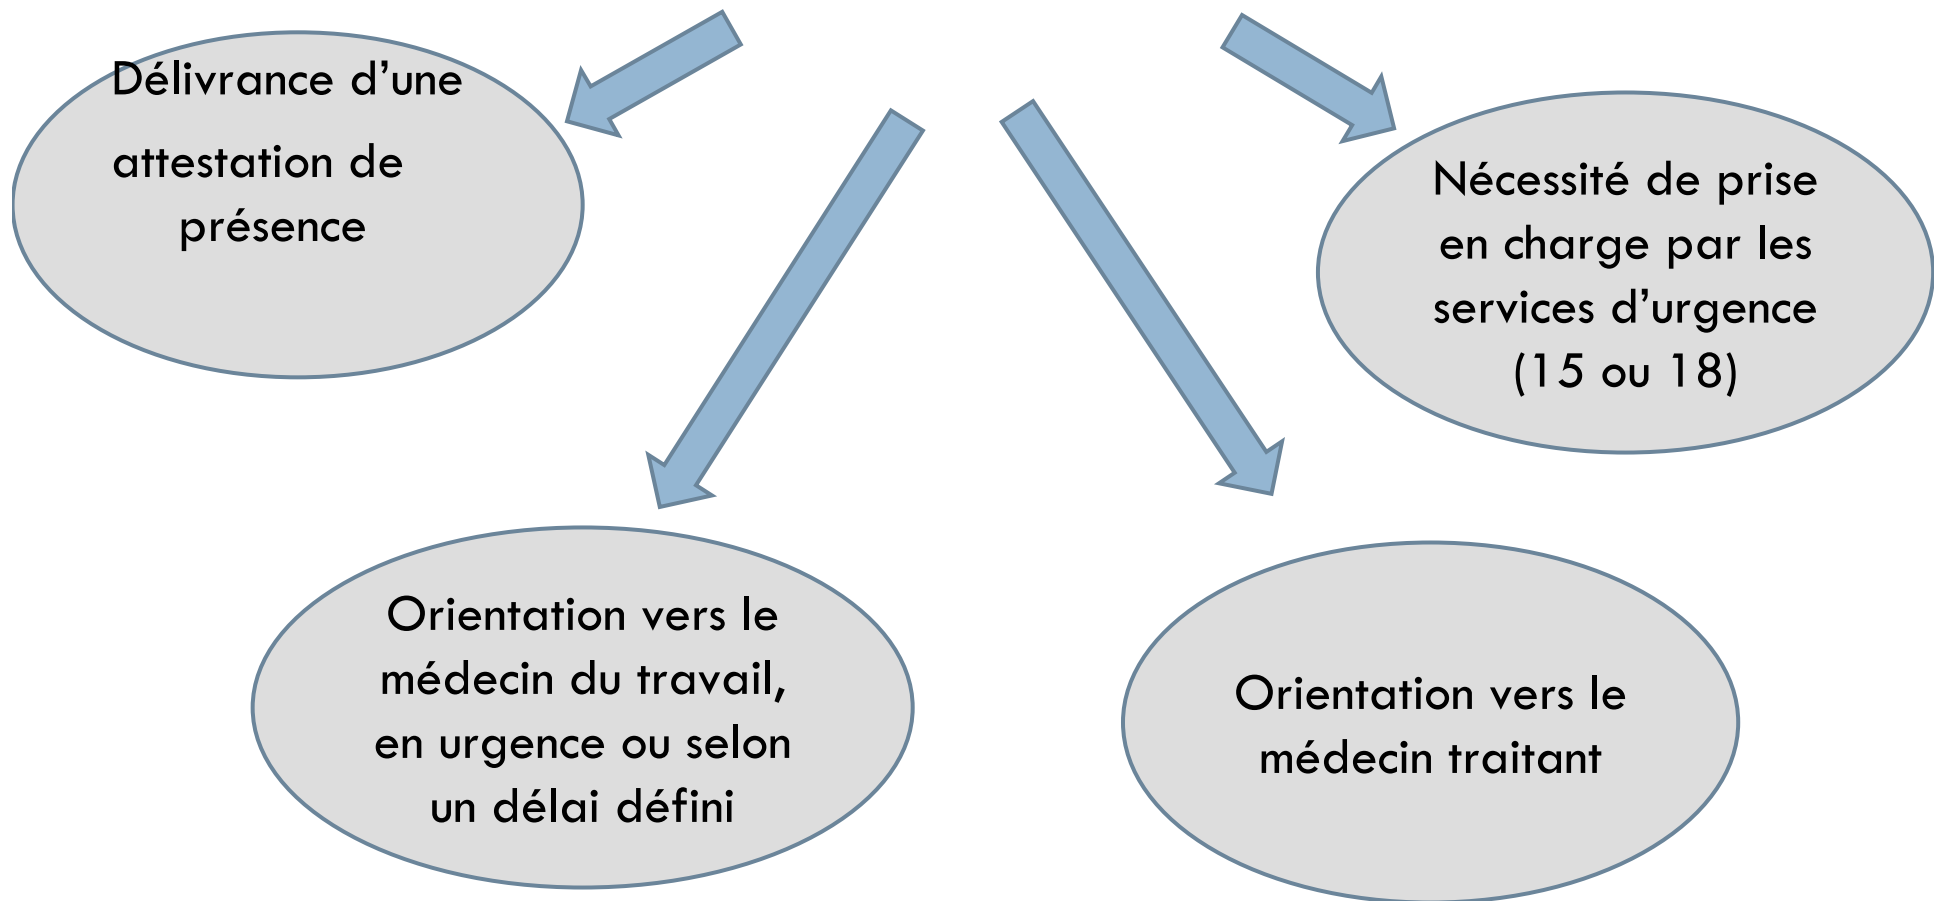 Délivrance d’une
attestation de
présence
Nécessité de prise
en charge par les
services d’urgence
(15 ou 18)
Orientation vers le
médecin du travail,
en urgence ou selon
un délai défini
Orientation vers le
médecin traitant